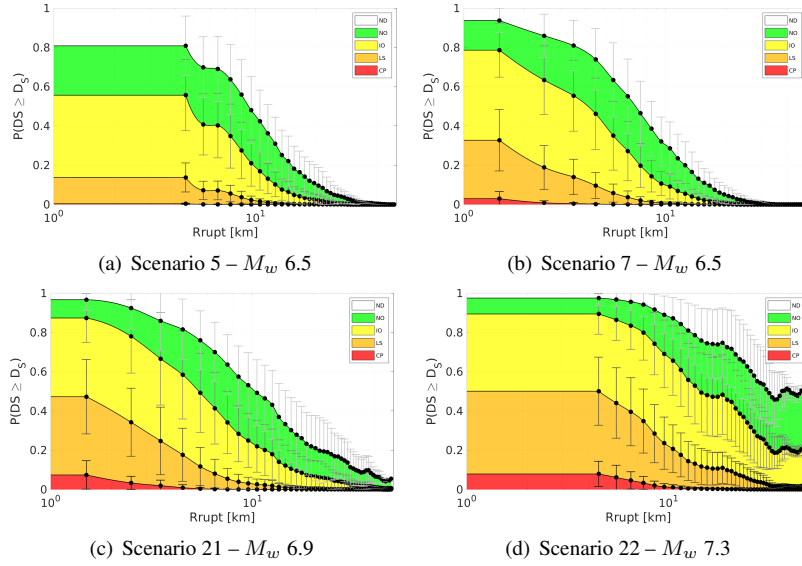 1
0.8
0.6
0.4
0.2
0
P(DS ≥ D_S)
10^0
10^1
Rrupt [km]
ND
NO
IO
LS
CP
(a) Scenario 5 – M_w 6.5
1
0.8
0.6
0.4
0.2
0
P(DS ≥ D_S)
10^0
10^1
Rrupt [km]
ND
NO
IO
LS
CP
(b) Scenario 7 – M_w 6.5
1
0.8
0.6
0.4
0.2
0
P(DS ≥ D_S)
10^0
10^1
Rrupt [km]
ND
NO
IO
LS
CP
(c) Scenario 21 – M_w 6.9
1
0.8
0.6
0.4
0.2
0
P(DS ≥ D_S)
10^0
10^1
Rrupt [km]
ND
NO
IO
LS
CP
(d) Scenario 22 – M_w 7.3